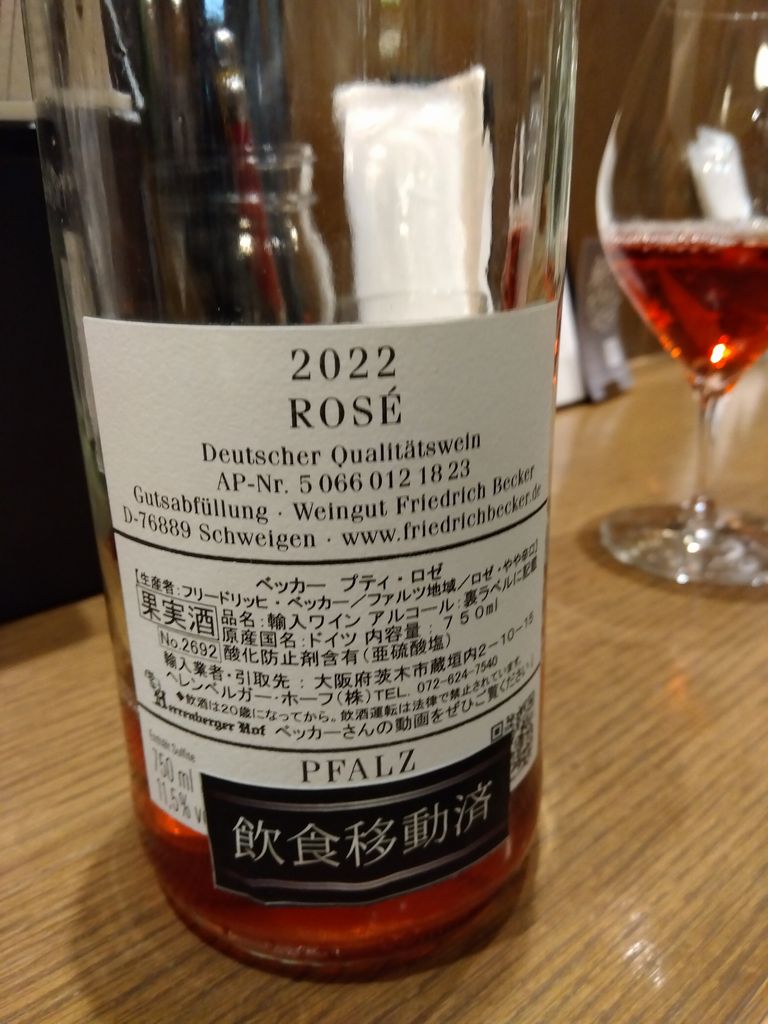 2022
ROSÉ
Deutscher Qualitätswein
AP-Nr. 5 066 012 18 23
Gutsabfüllung · Weingut Friedrich Becker
D-76889 Schweigen · www.friedrichbecker.de
ベッカー プティ・ロゼ
【生産者:フリードリッヒ・ベッカー/ファルツ地域/ロゼ・やや辛口】
果実酒 品名:輸入ワイン アルコール:裏ラベルに記載
原産国名:ドイツ 内容量:750ml
No.2692 酸化防止剤含有(亜硫酸塩)
輸入業者・引取先:大阪府茨木市蔵垣内2-10-15
ヘレンベルガー・ホーフ(株)TEL. 072-624-7540
◆飲酒は20歳になってから。飲酒運転は法律で禁止されています。
Herrenberger Hof ベッカーさんの動画をぜひご覧ください!
Enthält Sulfite
750 ml
11,5% v
PFALZ
飲食移動済